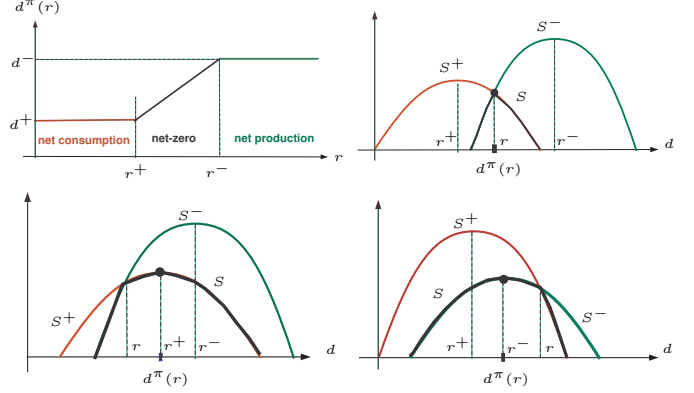 d^π(r)
d^−
d^+
net consumption net-zero net production
r^+ r^− r
S^−
S^+
S
r^+ r r^− d
d^π(r)
S^−
S^+
S
r r^+ r^− d
d^π(r)
S^+
S
S^−
r^+ r^− r d
d^π(r)